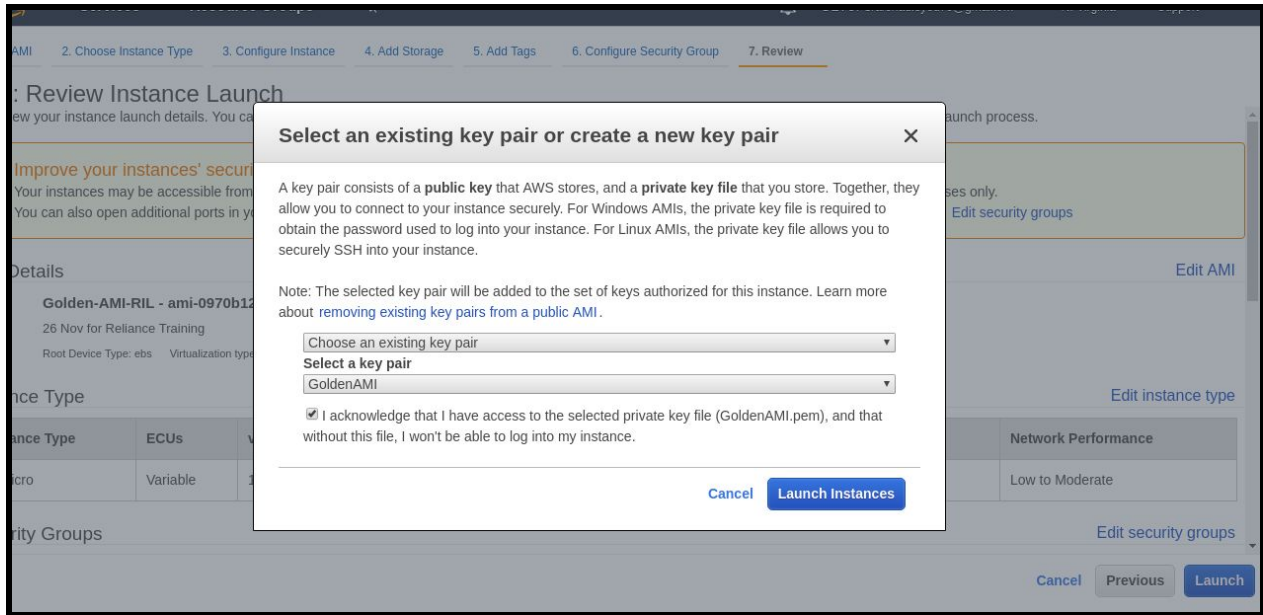 AMI 2. Choose Instance Type 3. Configure Instance 4. Add Storage 5. Add Tags 6. Configure Security Group 7. Review
: Review Instance Launch
ew your instance launch details. You ca
aunch process.
Improve your instances' securi
Your instances may be accessible from
ses only.
You can also open additional ports in yo
Edit security groups
Details
Edit AMI
Golden-AMI-RIL - ami-0970b12
26 Nov for Reliance Training
Root Device Type: ebs Virtualization type
nce Type
Edit instance type
ance Type ECUs v
Network Performance
icro Variable 1
Low to Moderate
rity Groups
Edit security groups
Cancel Previous Launch
Select an existing key pair or create a new key pair ×
A key pair consists of a public key that AWS stores, and a private key file that you store. Together, they
allow you to connect to your instance securely. For Windows AMIs, the private key file is required to
obtain the password used to log into your instance. For Linux AMIs, the private key file allows you to
securely SSH into your instance.
Note: The selected key pair will be added to the set of keys authorized for this instance. Learn more
about removing existing key pairs from a public AMI.
Choose an existing key pair
Select a key pair
GoldenAMI
I acknowledge that I have access to the selected private key file (GoldenAMI.pem), and that
without this file, I won't be able to log into my instance.
Cancel Launch Instances